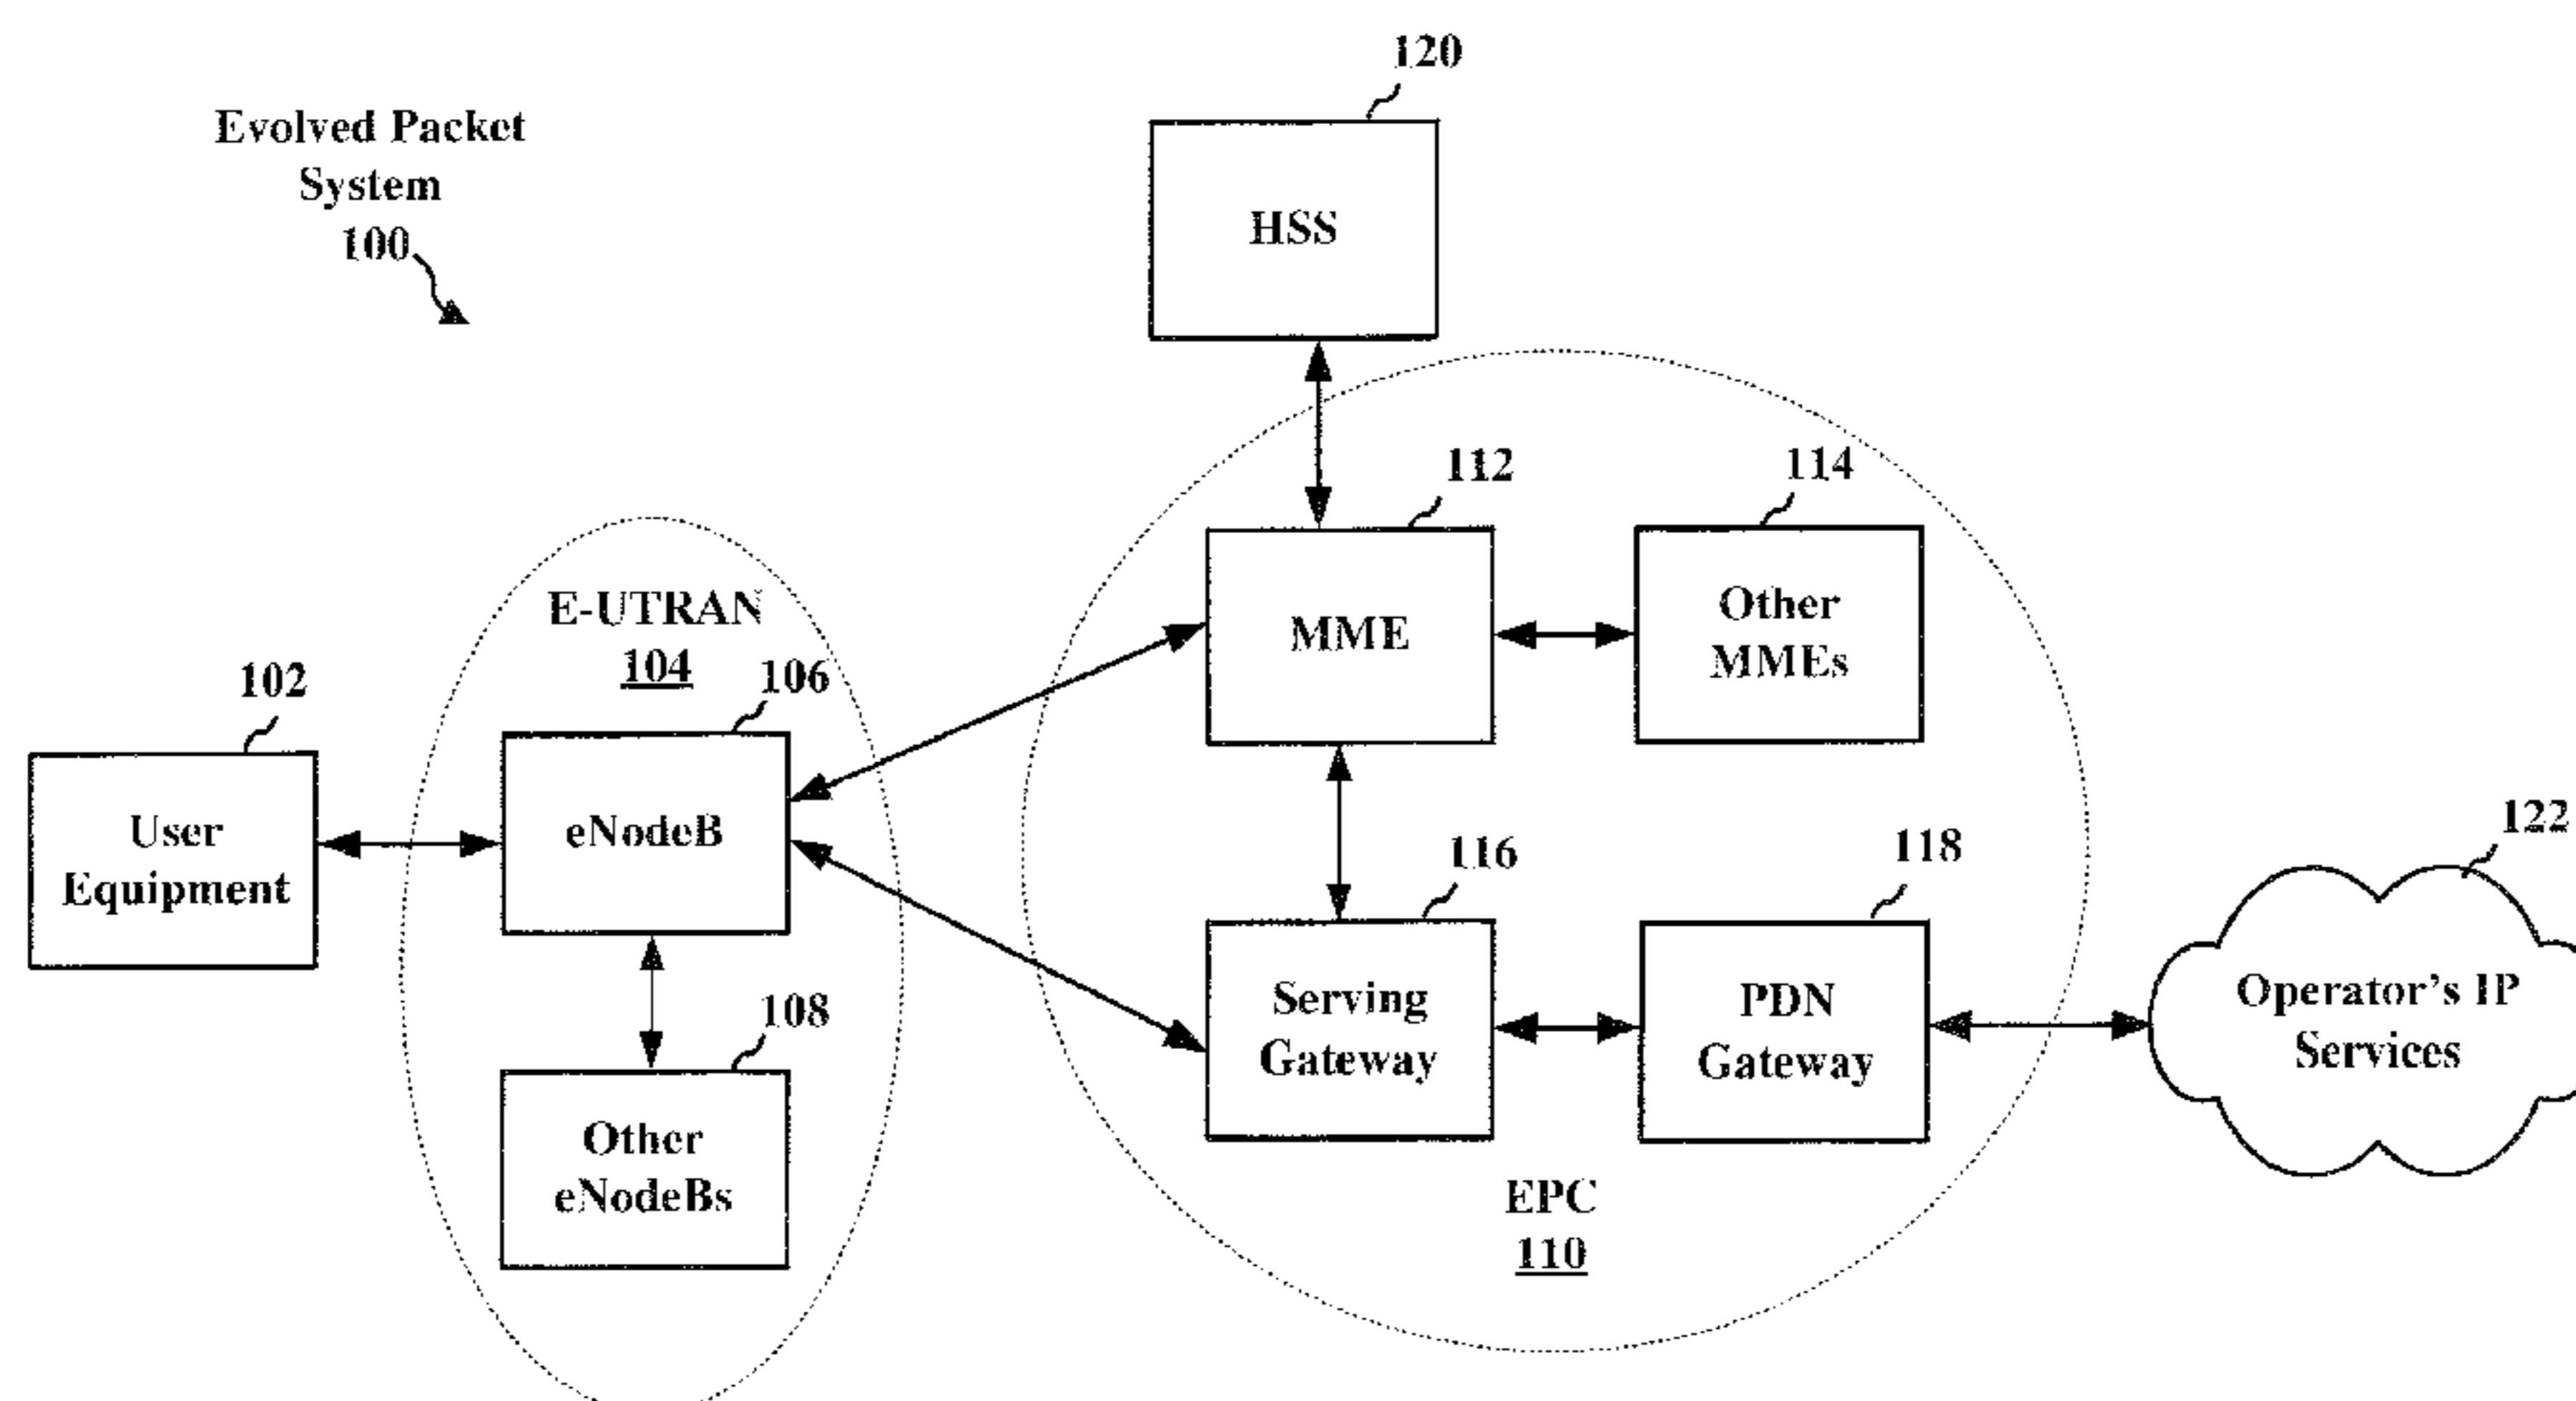 Evolved Packet
System
100
120
HSS
112
114
MME
Other
MMEs
E-UTRAN
104
106
102
User
Equipment
eNodeB
108
Other
eNodeBs
116
118
Serving
Gateway
PDN
Gateway
122
Operator's IP
Services
EPC
110